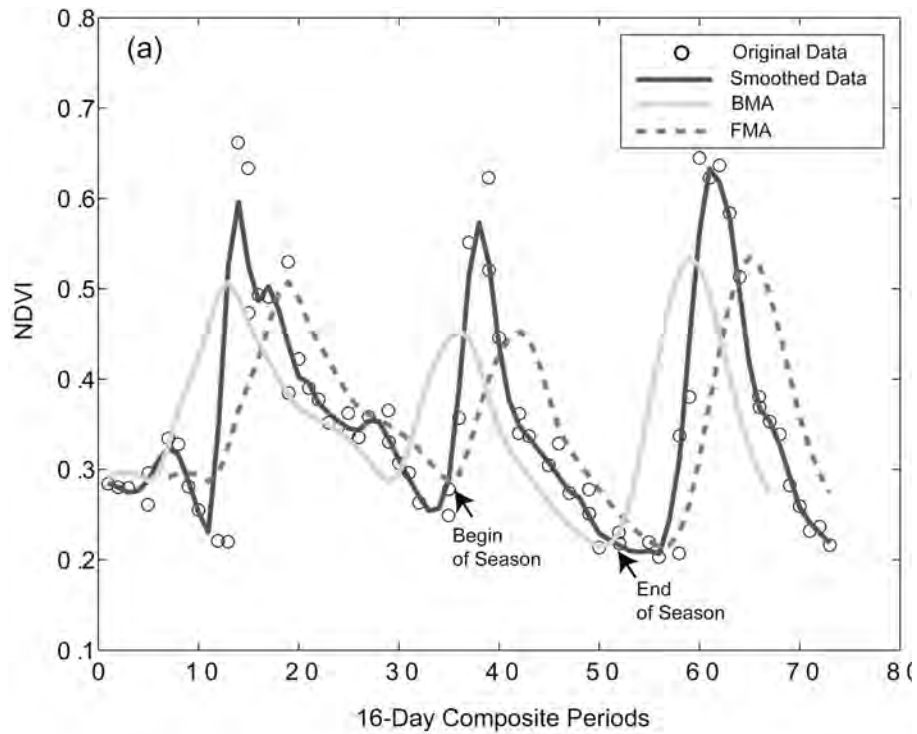 (a)
Original Data
Smoothed Data
BMA
FMA
0.8
0.7
0.6
0.5
0.4
0.3
0.2
0.1
NDVI
Begin
of Season
End
of Season
0 10 20 30 40 50 60 70 80
16-Day Composite Periods